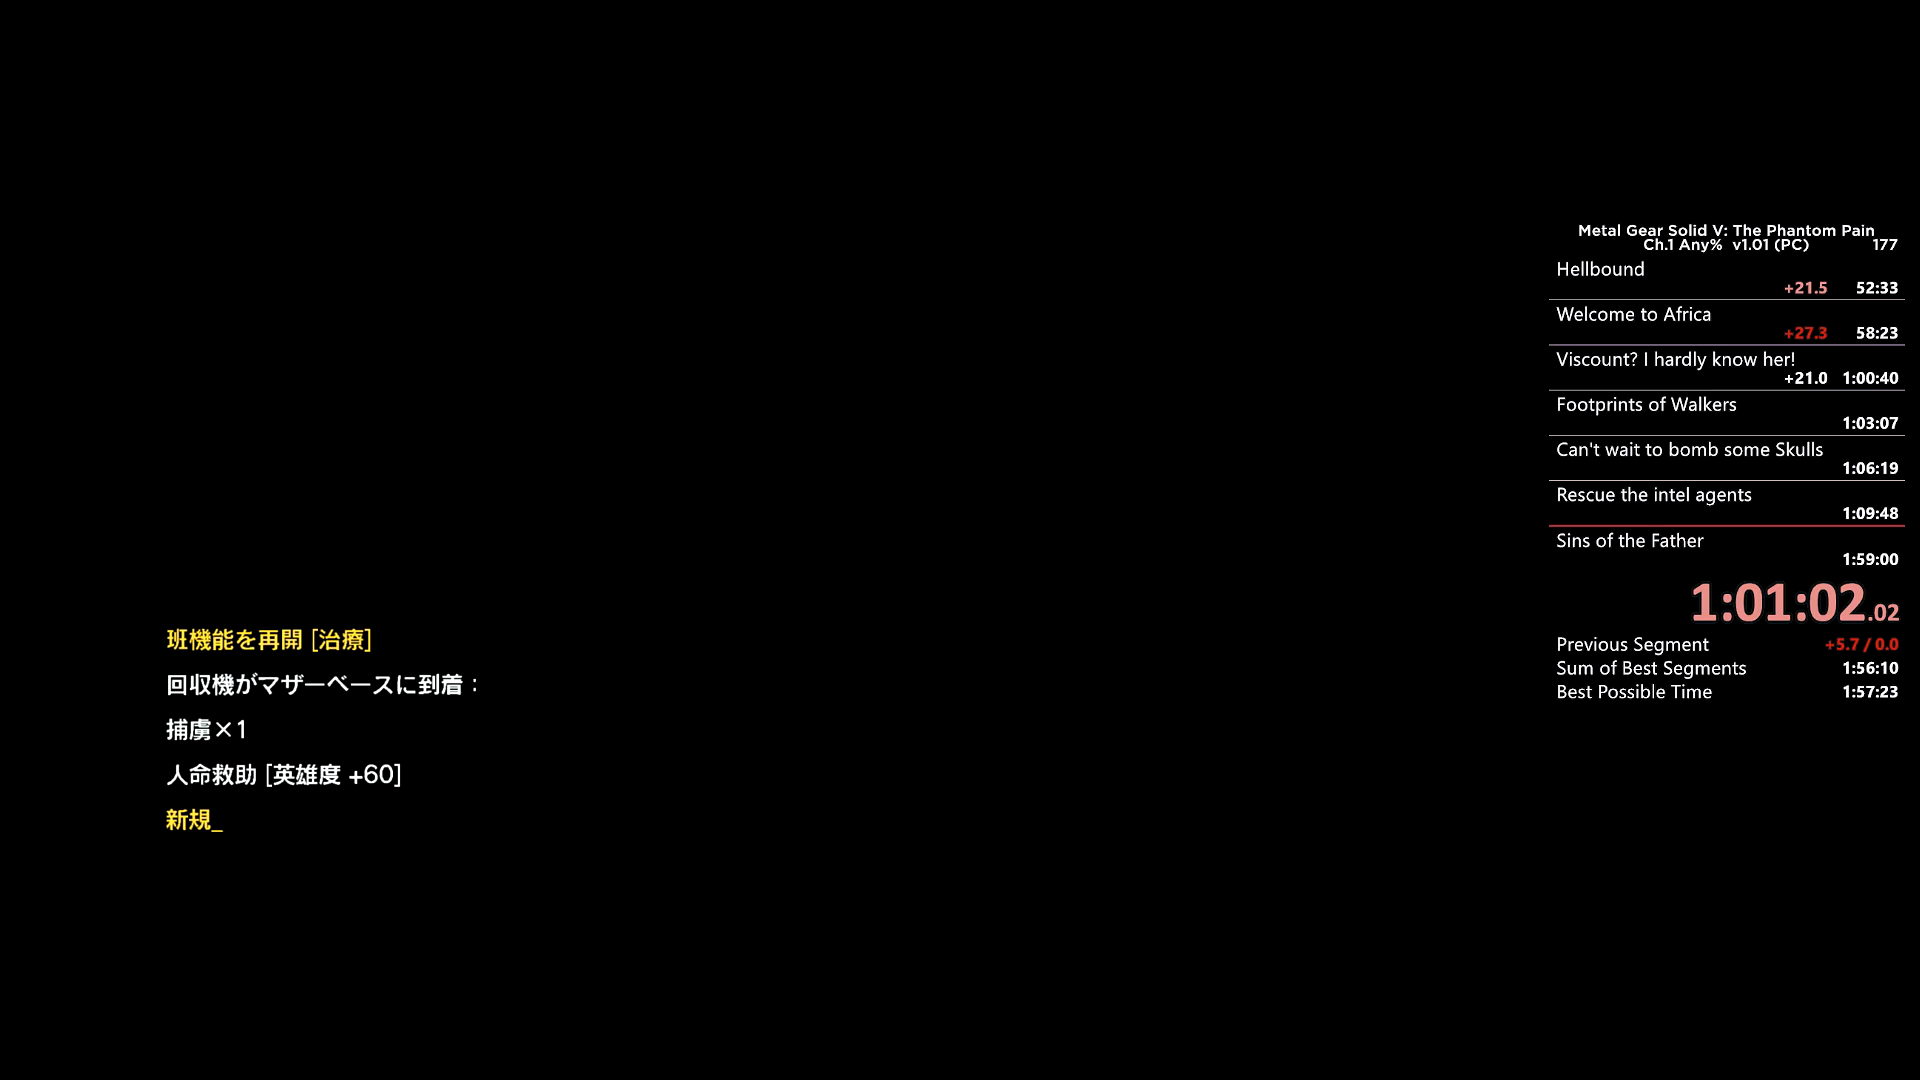 班機能を再開 [治療]
回収機がマザーベースに到着 :
捕虜×1
人命救助 [英雄度 +60]
新規_
Metal Gear Solid V: The Phantom Pain
Ch.1 Any% v1.01 (PC) 177
Hellbound
+21.5 52:33
Welcome to Africa
+27.3 58:23
Viscount? I hardly know her!
+21.0 1:00:40
Footprints of Walkers
1:03:07
Can't wait to bomb some Skulls
1:06:19
Rescue the intel agents
1:09:48
Sins of the Father
1:59:00
1:01:02.02
Previous Segment +5.7 / 0.0
Sum of Best Segments 1:56:10
Best Possible Time 1:57:23